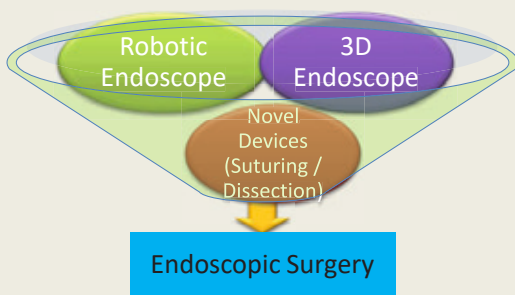 Robotic
Endoscope
3D
Endoscope
Novel
Devices
(Suturing /
Dissection)
Endoscopic Surgery